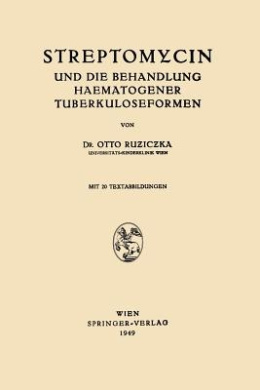 STREPTOMYCIN
UND DIE BEHANDLUNG
HAEMATOGENER
TUBERKULOSEFORMEN
VON
DR. OTTO RUZICZKA
UNIVERSITÄTS-KINDERKLINIK WIEN
MIT 20 TEXTABBILDUNGEN
WIEN
SPRINGER-VERLAG
1949